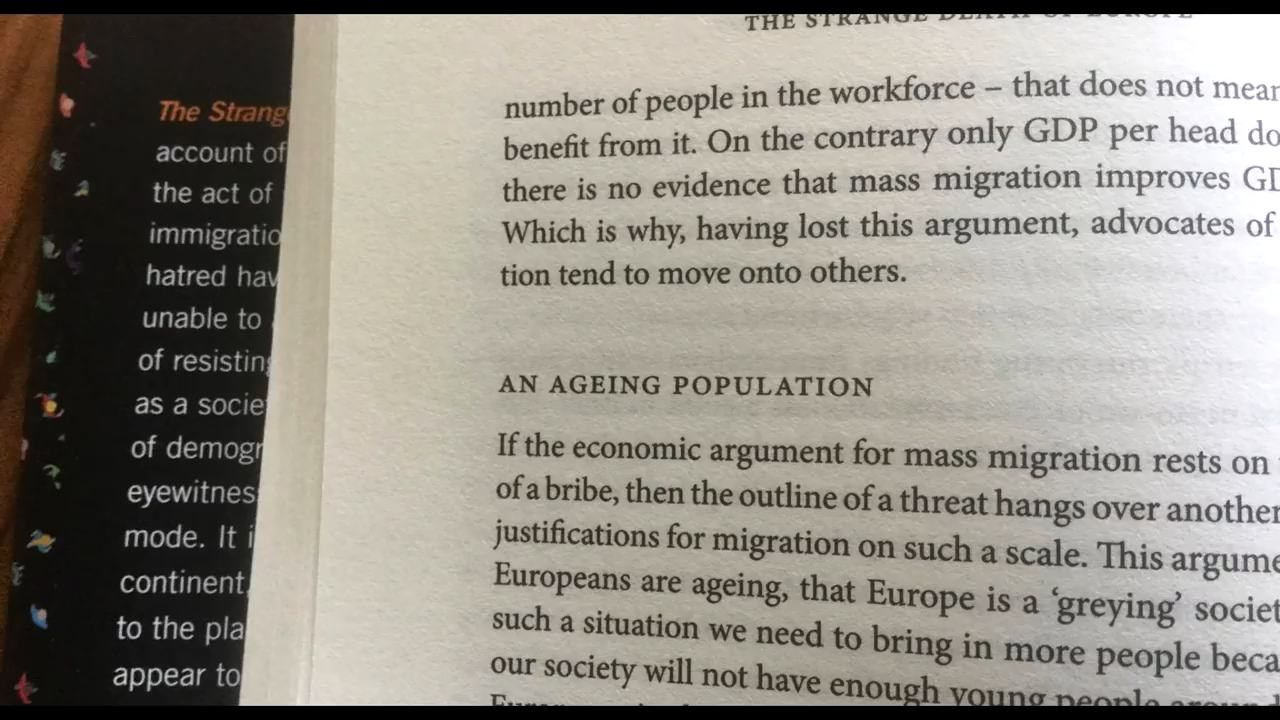 The Strang
account of
the act of
immigratio
hatred hav
unable to
of resisting
as a socie
of demogr
eyewitnes
mode. It i
continent
to the pla
appear to
THE STRANGE DEATH OF EUROPE
number of people in the workforce – that does not mean
benefit from it. On the contrary only GDP per head do
there is no evidence that mass migration improves GD
Which is why, having lost this argument, advocates of
tion tend to move onto others.
AN AGEING POPULATION
If the economic argument for mass migration rests on
of a bribe, then the outline of a threat hangs over another
justifications for migration on such a scale. This argume
Europeans are ageing, that Europe is a ‘greying’ societ
such a situation we need to bring in more people beca
our society will not have enough young people around